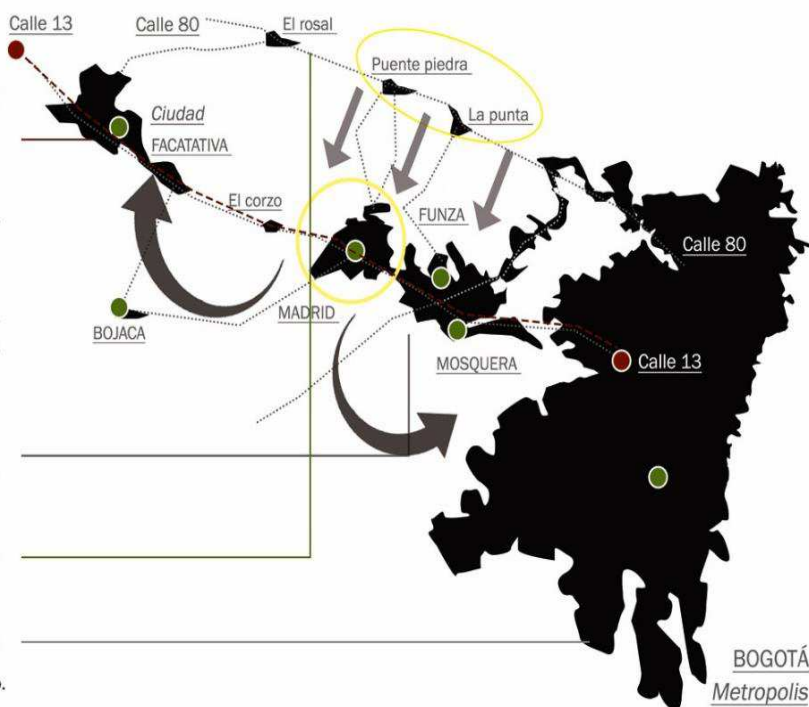 Calle 13
Calle 80
El rosal
Puente piedra
La punta
Ciudad
FACATATIVA
El corzo
FUNZA
Calle 80
BOJACA
MADRID
MOSQUERA
Calle 13
BOGOTÁ
Metropolis